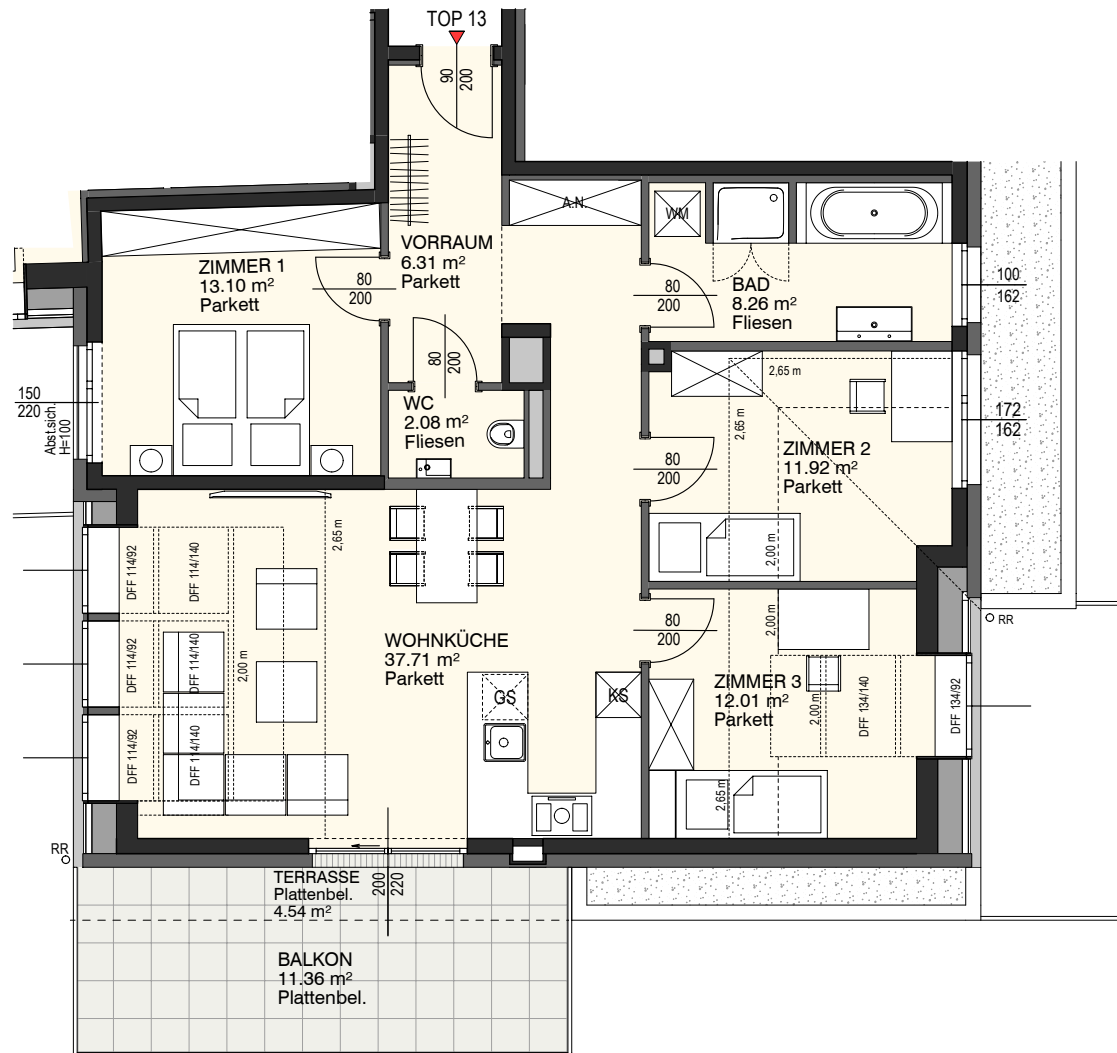 TOP 13
90
200
A.N.
WM
VORRAUM
6.31 m²
Parkett
ZIMMER 1
13.10 m²
Parkett
80
200
80
200
BAD
8.26 m²
Fliesen
100
162
80
200
150
220
Abst.sich.
H=100
WC
2.08 m²
Fliesen
2,65 m
2,65 m
172
162
ZIMMER 2
11.92 m²
Parkett
80
200
2,00 m
2,65 m
DFF 114/92
DFF 114/140
DFF 114/92
DFF 114/140
DFF 114/92
DFF 114/140
2,00 m
WOHNKÜCHE
37.71 m²
Parkett
80
200
2,00 m
RR
GS
KS
ZIMMER 3
12.01 m²
Parkett
2,00 m
DFF 134/140
DFF 134/92
2,65 m
RR
TERRASSE
Plattenbel.
4.54 m²
200
220
BALKON
11.36 m²
Plattenbel.